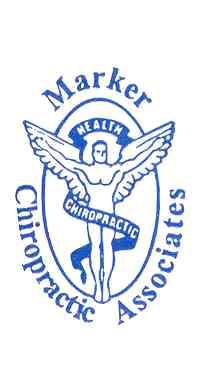 Marker
HEALTH
CHIROPRACTIC
Chiropractic Associates